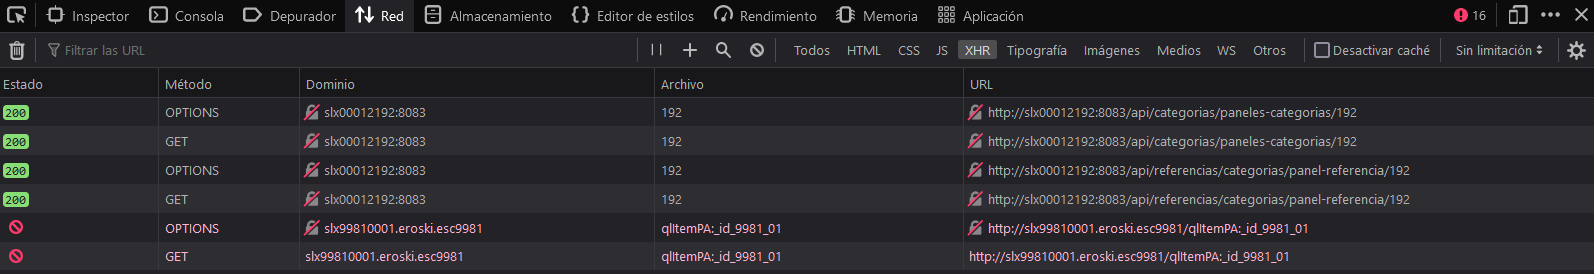 Inspector Consola Depurador Red Almacenamiento Editor de estilos Rendimiento Memoria Aplicación 16
Filtrar las URL Todos HTML CSS JS XHR Tipografía Imágenes Medios WS Otros Desactivar caché Sin limitación
Estado Método Dominio Archivo URL
200 OPTIONS slx00012192:8083 192 http://slx00012192:8083/api/categorias/paneles-categorias/192
200 GET slx00012192:8083 192 http://slx00012192:8083/api/categorias/paneles-categorias/192
200 OPTIONS slx00012192:8083 192 http://slx00012192:8083/api/referencias/categorias/panel-referencia/192
200 GET slx00012192:8083 192 http://slx00012192:8083/api/referencias/categorias/panel-referencia/192
OPTIONS slx99810001.eroski.esc9981 qlItemPA:_id_9981_01 http://slx99810001.eroski.esc9981/qlItemPA:_id_9981_01
GET slx99810001.eroski.esc9981 qlItemPA:_id_9981_01 http://slx99810001.eroski.esc9981/qlItemPA:_id_9981_01